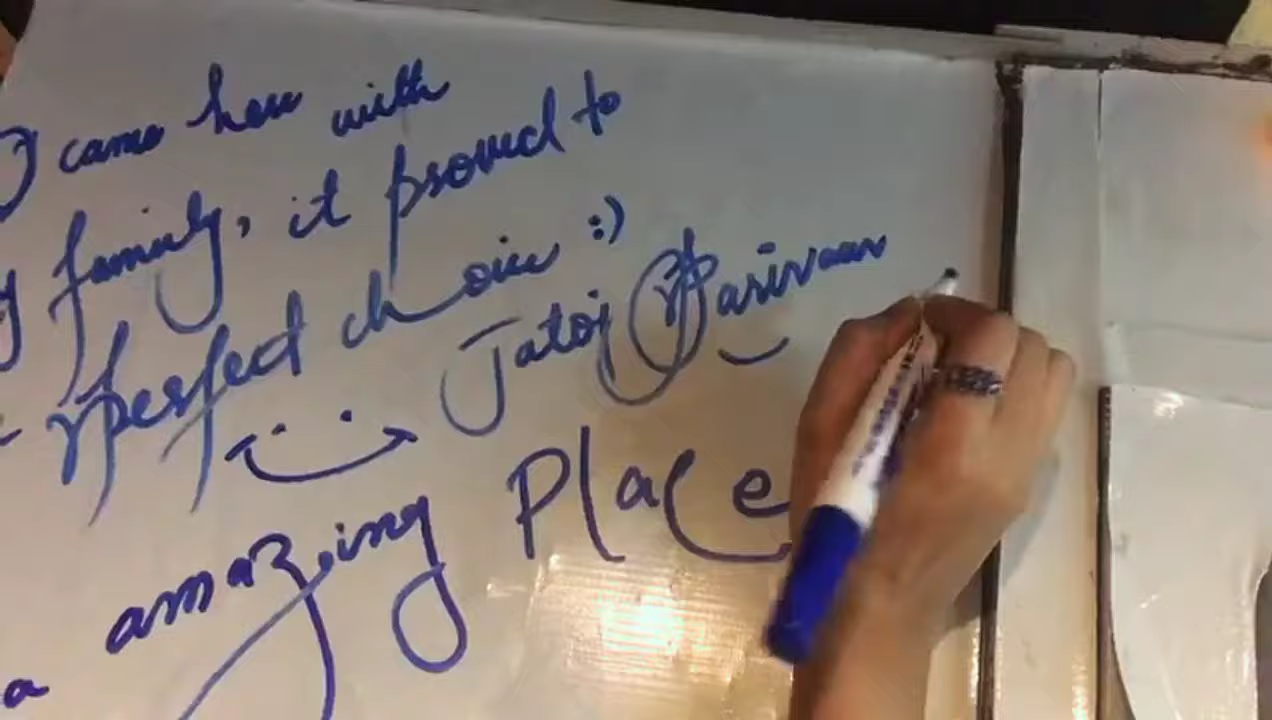 I came here with
family, it proved to
Perfect choice :)
Jatoi Parivaar
amazing Place
a